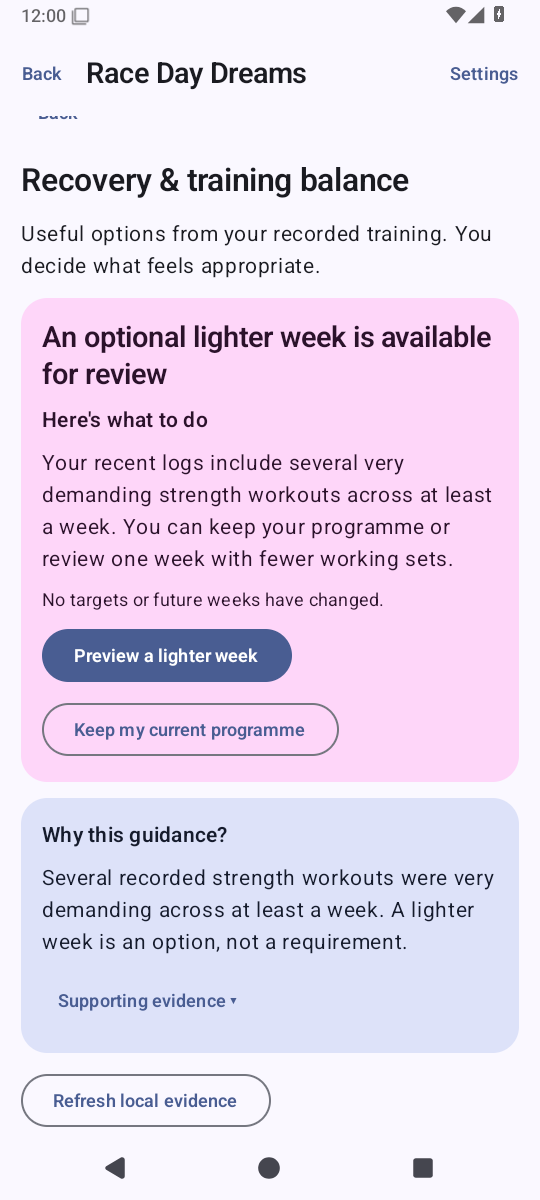 12:00
Back Race Day Dreams Settings
Back
Recovery & training balance
Useful options from your recorded training. You
decide what feels appropriate.
An optional lighter week is available
for review
Here's what to do
Your recent logs include several very
demanding strength workouts across at least
a week. You can keep your programme or
review one week with fewer working sets.
No targets or future weeks have changed.
Preview a lighter week
Keep my current programme
Why this guidance?
Several recorded strength workouts were very
demanding across at least a week. A lighter
week is an option, not a requirement.
Supporting evidence ▾
Refresh local evidence